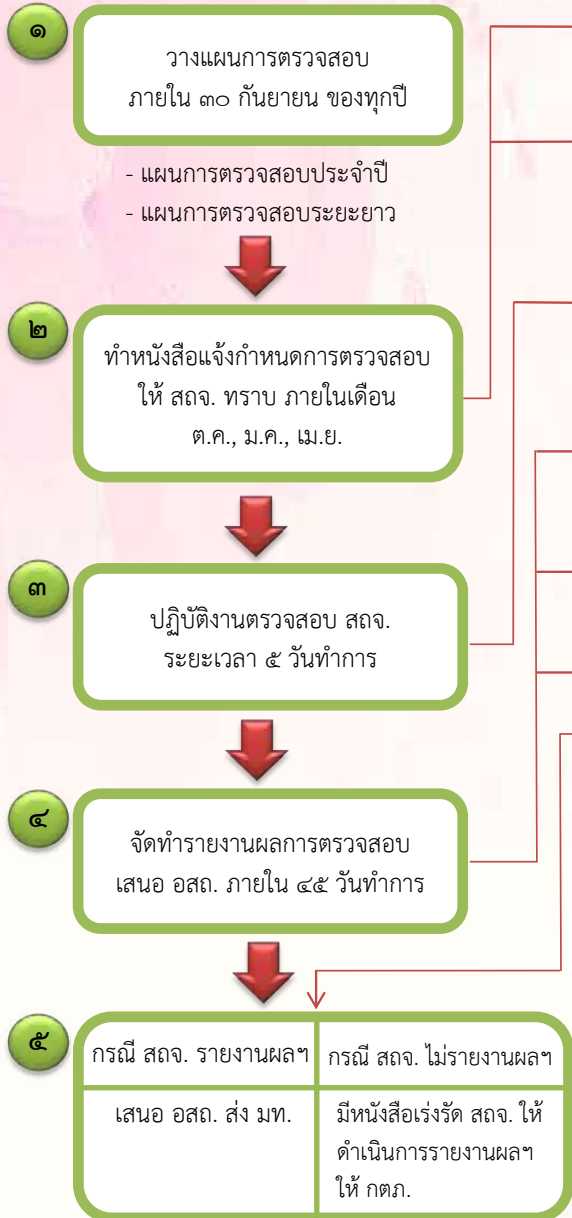 ๑
วางแผนการตรวจสอบ
ภายใน ๓๐ กันยายน ของทุกปี
- แผนการตรวจสอบประจำปี
- แผนการตรวจสอบระยะยาว
๒
ทำหนังสือแจ้งกำหนดการตรวจสอบ
ให้ สถจ. ทราบ ภายในเดือน
ต.ค., ม.ค., เม.ย.
๓
ปฏิบัติงานตรวจสอบ สถจ.
ระยะเวลา ๕ วันทำการ
๔
จัดทำรายงานผลการตรวจสอบ
เสนอ อสถ. ภายใน ๔๕ วันทำการ
๕
กรณี สถจ. รายงานผลฯ
กรณี สถจ. ไม่รายงานผลฯ
เสนอ อสถ. ส่ง มท.
มีหนังสือเร่งรัด สถจ. ให้
ดำเนินการรายงานผลฯ
ให้ กตภ.